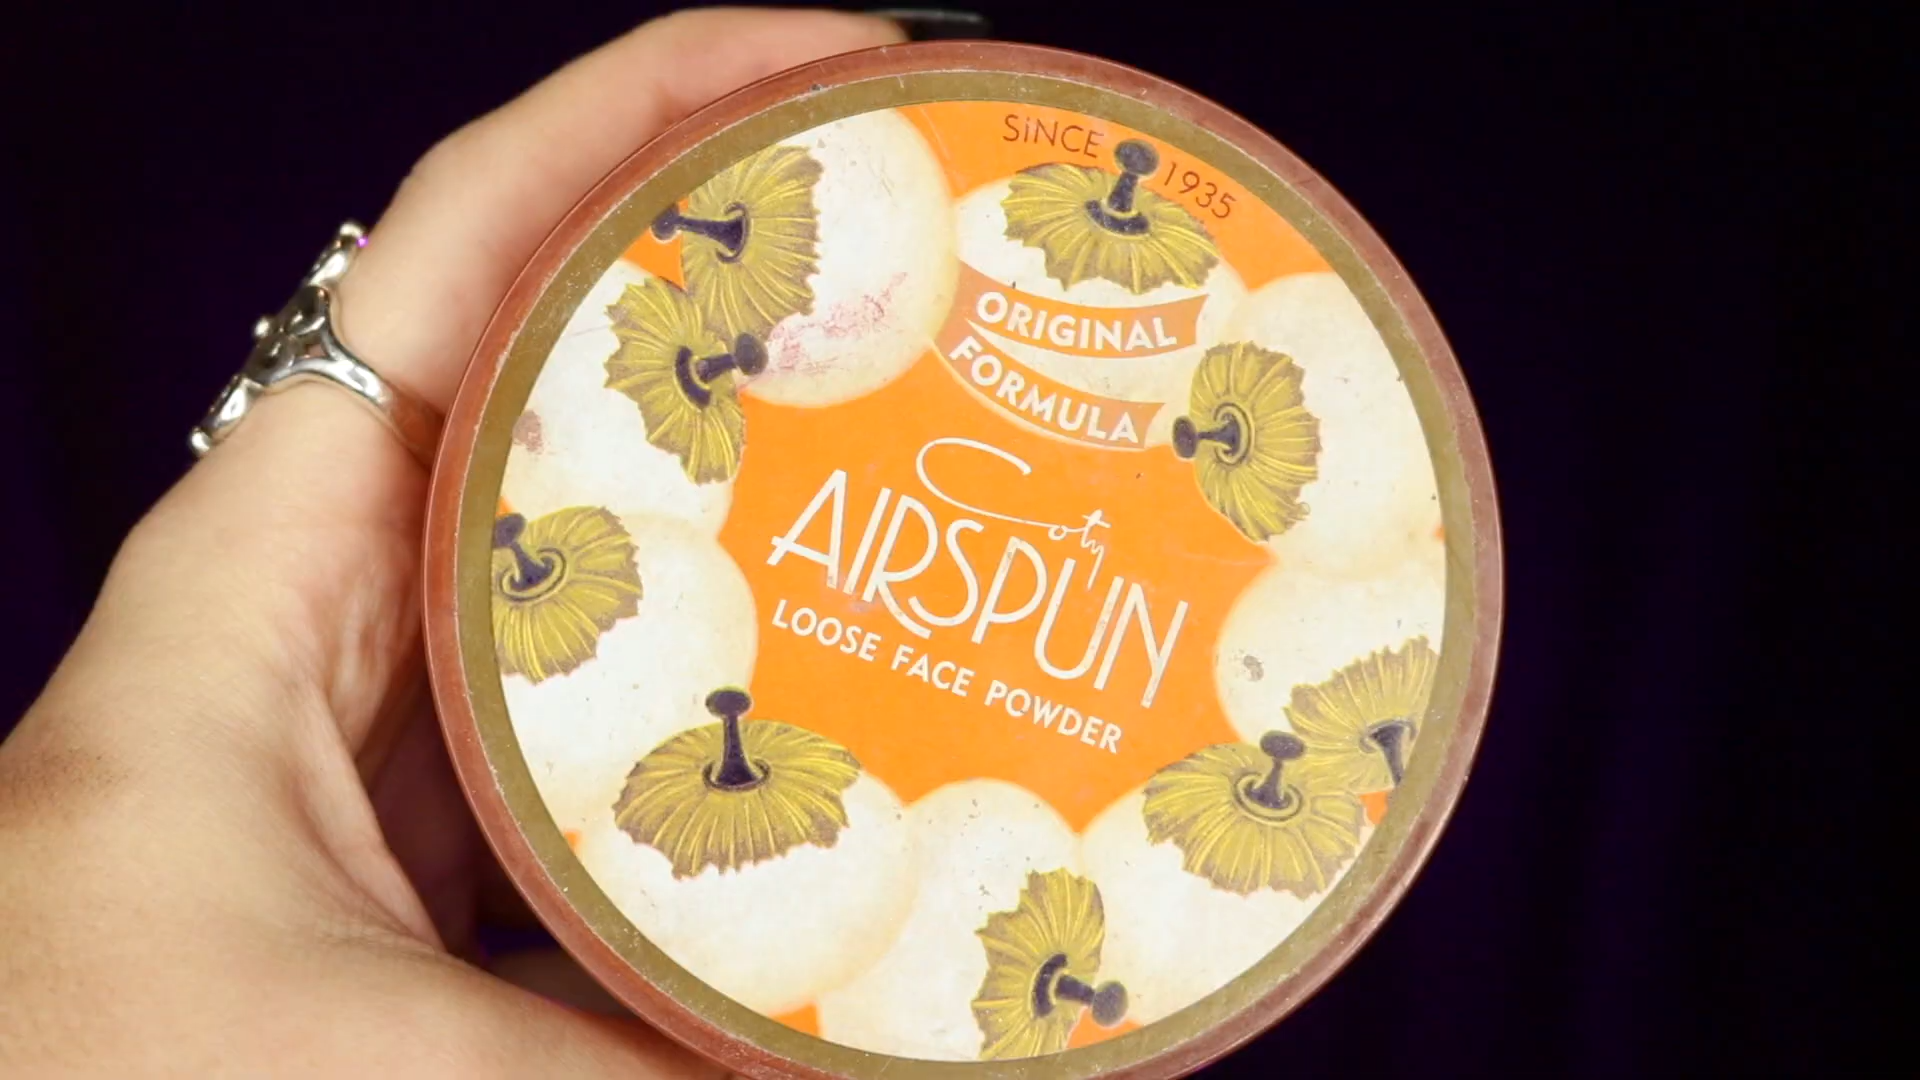 SiNCE 1935
ORIGINAL
FORMULA
Coty
AIRSPUN
LOOSE FACE POWDER